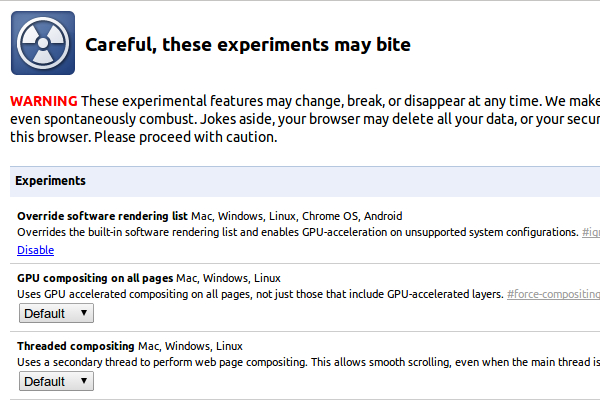 Careful, these experiments may bite
WARNING These experimental features may change, break, or disappear at any time. We make
even spontaneously combust. Jokes aside, your browser may delete all your data, or your secur
this browser. Please proceed with caution.
Experiments
Override software rendering list Mac, Windows, Linux, Chrome OS, Android
Overrides the built-in software rendering list and enables GPU-acceleration on unsupported system configurations. #ign
Disable
GPU compositing on all pages Mac, Windows, Linux
Uses GPU accelerated compositing on all pages, not just those that include GPU-accelerated layers. #force-compositing
Default
Threaded compositing Mac, Windows, Linux
Uses a secondary thread to perform web page compositing. This allows smooth scrolling, even when the main thread is
Default